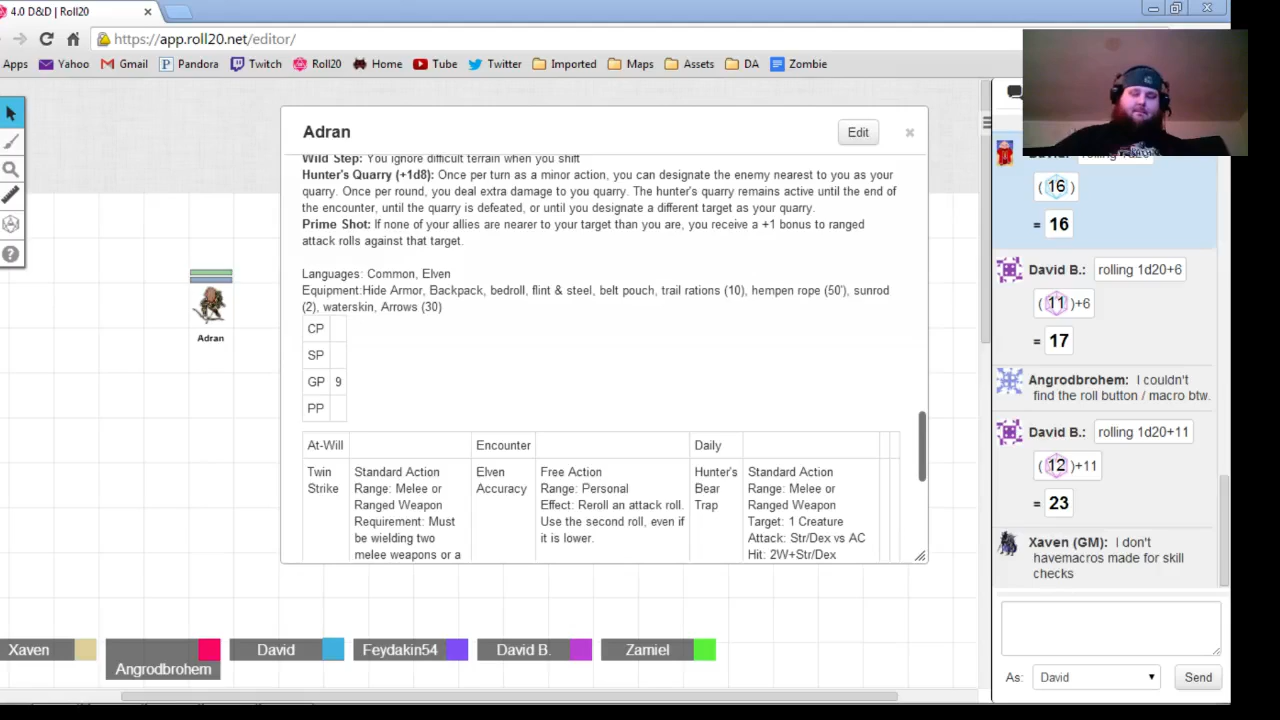 4.0 D&D | Roll20
https://app.roll20.net/editor/
Apps Yahoo Gmail Pandora Twitch Roll20 Home Tube Twitter Imported Maps Assets DA Zombie
Adran
Edit
Wild Step: You ignore difficult terrain when you shift
Hunter's Quarry (+1d8): Once per turn as a minor action, you can designate the enemy nearest to you as your
quarry. Once per round, you deal extra damage to you quarry. The hunter's quarry remains active until the end of
the encounter, until the quarry is defeated, or until you designate a different target as your quarry.
Prime Shot: If none of your allies are nearer to your target than you are, you receive a +1 bonus to ranged
attack rolls against that target.
Languages: Common, Elven
Equipment:Hide Armor, Backpack, bedroll, flint & steel, belt pouch, trail rations (10), hempen rope (50'), sunrod
(2), waterskin, Arrows (30)
CP
SP
GP 9
PP
At-Will Encounter Daily
Twin
Strike
Standard Action
Range: Melee or
Ranged Weapon
Requirement: Must
be wielding two
melee weapons or a
Elven
Accuracy
Free Action
Range: Personal
Effect: Reroll an attack roll.
Use the second roll, even if
it is lower.
Hunter's
Bear
Trap
Standard Action
Range: Melee or
Ranged Weapon
Target: 1 Creature
Attack: Str/Dex vs AC
Hit: 2W+Str/Dex
Adran
Xaven
Angrodbrohem
David
Feydakin54
David B.
Zamiel
rolling 1d20
(16)
= 16
David B.: rolling 1d20+6
(11)+6
= 17
Angrodbrohem: I couldn't
find the roll button / macro btw.
David B.: rolling 1d20+11
(12)+11
= 23
Xaven (GM): I don't
havemacros made for skill
checks
As: David Send